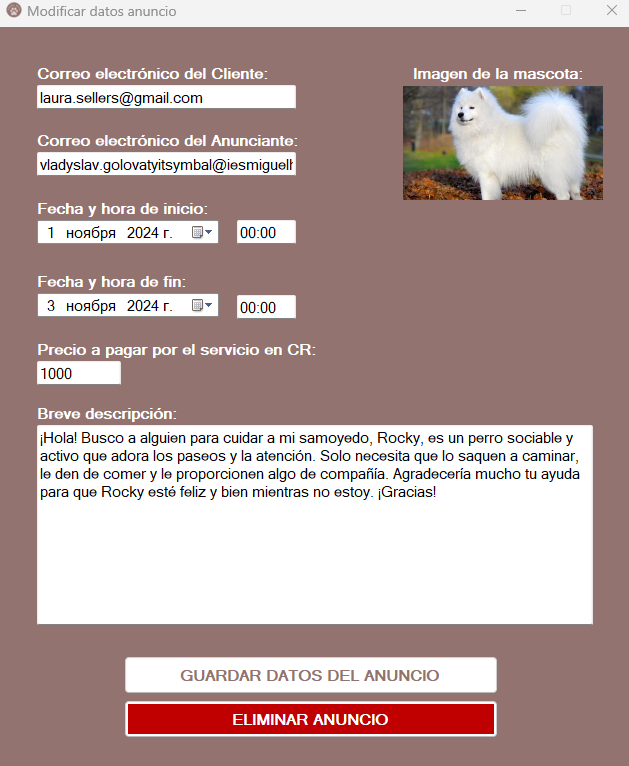 Modificar datos anuncio
Correo electrónico del Cliente:
Imagen de la mascota:
laura.sellers@gmail.com
Correo electrónico del Anunciante:
vladyslav.golovatyitsymbal@iesmiguelh
Fecha y hora de inicio:
1 ноября 2024 г. 00:00
Fecha y hora de fin:
3 ноября 2024 г. 00:00
Precio a pagar por el servicio en CR:
1000
Breve descripción:
¡Hola! Busco a alguien para cuidar a mi samoyedo, Rocky, es un perro sociable y
activo que adora los paseos y la atención. Solo necesita que lo saquen a caminar,
le den de comer y le proporcionen algo de compañía. Agradecería mucho tu ayuda
para que Rocky esté feliz y bien mientras no estoy. ¡Gracias!
GUARDAR DATOS DEL ANUNCIO
ELIMINAR ANUNCIO